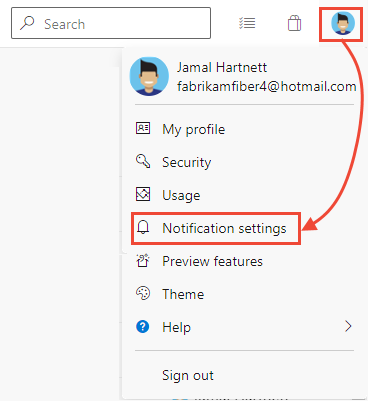 Search
Jamal Hartnett
fabrikamfiber4@hotmail.com
My profile
Security
Usage
Notification settings
Preview features
Theme
Help
Sign out